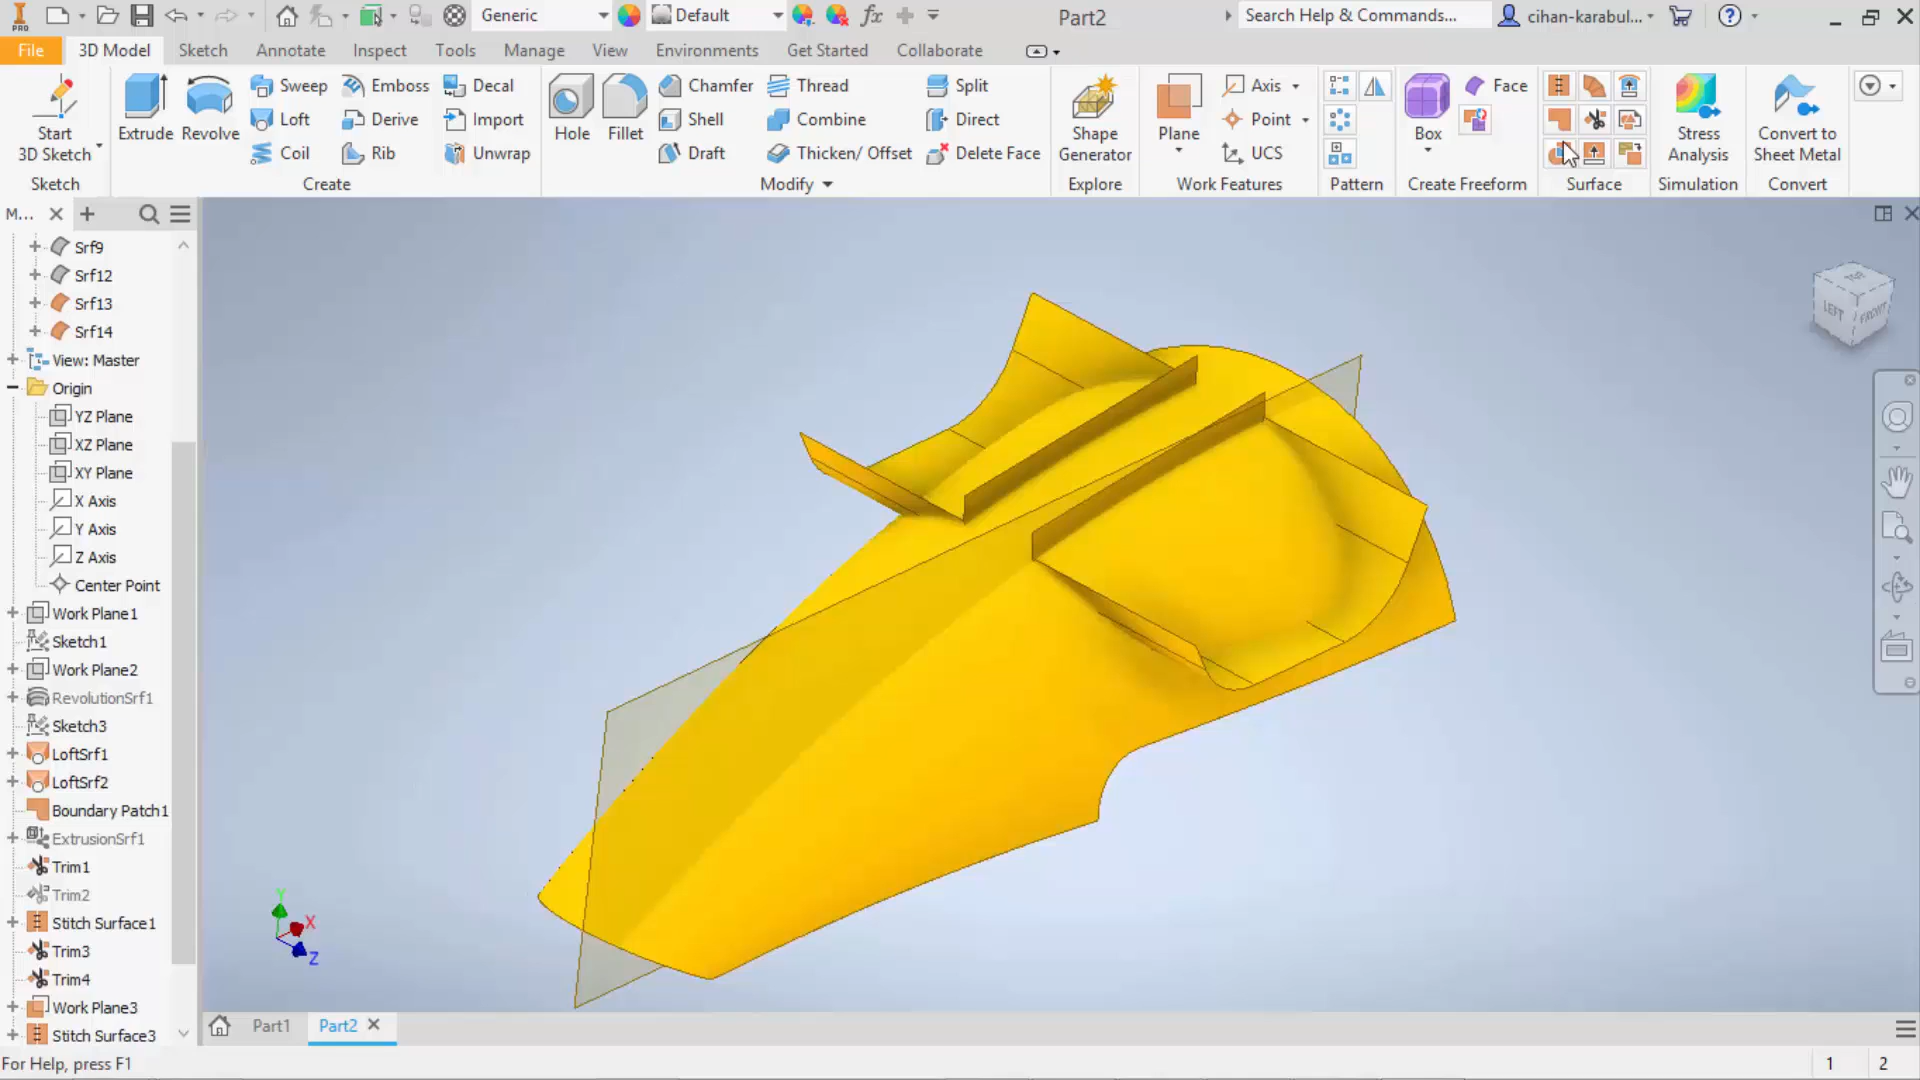 PRO
Generic
Default
fx
Part2
Search Help & Commands...
cihan-karabul...
File
3D Model
Sketch
Annotate
Inspect
Tools
Manage
View
Environments
Get Started
Collaborate
Start
3D Sketch
Sketch
Extrude
Revolve
Sweep
Loft
Coil
Emboss
Derive
Rib
Decal
Import
Unwrap
Create
Hole
Fillet
Chamfer
Shell
Draft
Thread
Combine
Thicken/ Offset
Split
Direct
Delete Face
Modify
Shape
Generator
Explore
Plane
Axis
Point
UCS
Work Features
Pattern
Box
Face
Create Freeform
Surface
Stress
Analysis
Simulation
Convert to
Sheet Metal
Convert
M...
Srf9
Srf12
Srf13
Srf14
View: Master
Origin
YZ Plane
XZ Plane
XY Plane
X Axis
Y Axis
Z Axis
Center Point
Work Plane1
Sketch1
Work Plane2
RevolutionSrf1
Sketch3
LoftSrf1
LoftSrf2
Boundary Patch1
ExtrusionSrf1
Trim1
Trim2
Stitch Surface1
Trim3
Trim4
Work Plane3
Stitch Surface3
LEFT
FRONT
Y
X
Z
Part1
Part2
For Help, press F1
1
2